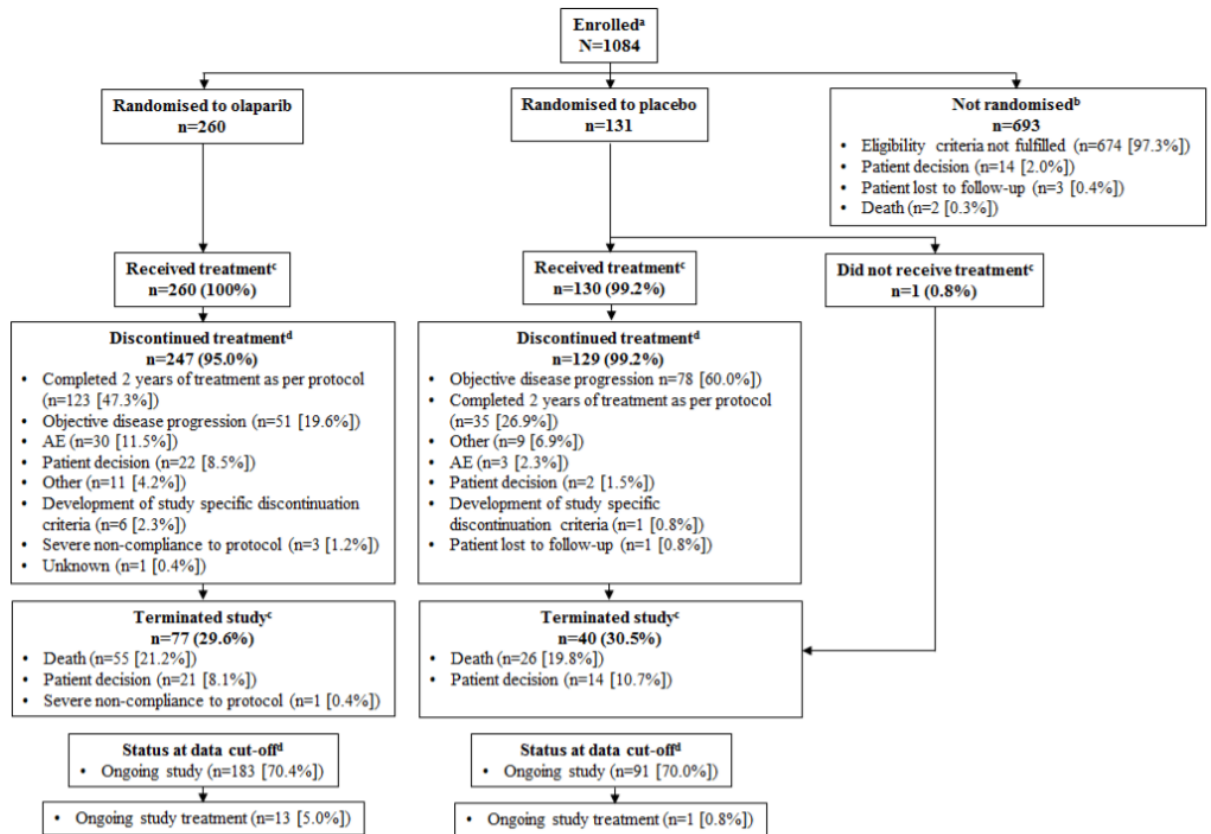 Enrolledᵃ
N=1084
Randomised to olaparib
n=260
Randomised to placebo
n=131
Not randomisedᵇ
n=693
• Eligibility criteria not fulfilled (n=674 [97.3%])
• Patient decision (n=14 [2.0%])
• Patient lost to follow-up (n=3 [0.4%])
• Death (n=2 [0.3%])
Received treatmentᶜ
n=260 (100%)
Received treatmentᶜ
n=130 (99.2%)
Did not receive treatmentᶜ
n=1 (0.8%)
Discontinued treatmentᵈ
n=247 (95.0%)
• Completed 2 years of treatment as per protocol
(n=123 [47.3%])
• Objective disease progression (n=51 [19.6%])
• AE (n=30 [11.5%])
• Patient decision (n=22 [8.5%])
• Other (n=11 [4.2%])
• Development of study specific discontinuation
criteria (n=6 [2.3%])
• Severe non-compliance to protocol (n=3 [1.2%])
• Unknown (n=1 [0.4%])
Discontinued treatmentᵈ
n=129 (99.2%)
• Objective disease progression n=78 [60.0%])
• Completed 2 years of treatment as per protocol
(n=35 [26.9%])
• Other (n=9 [6.9%])
• AE (n=3 [2.3%])
• Patient decision (n=2 [1.5%])
• Development of study specific
discontinuation criteria (n=1 [0.8%])
• Patient lost to follow-up (n=1 [0.8%])
Terminated studyᶜ
n=77 (29.6%)
• Death (n=55 [21.2%])
• Patient decision (n=21 [8.1%])
• Severe non-compliance to protocol (n=1 [0.4%])
Terminated studyᶜ
n=40 (30.5%)
• Death (n=26 [19.8%])
• Patient decision (n=14 [10.7%])
Status at data cut-offᵈ
• Ongoing study (n=183 [70.4%])
Status at data cut-offᵈ
• Ongoing study (n=91 [70.0%])
• Ongoing study treatment (n=13 [5.0%])
• Ongoing study treatment (n=1 [0.8%])